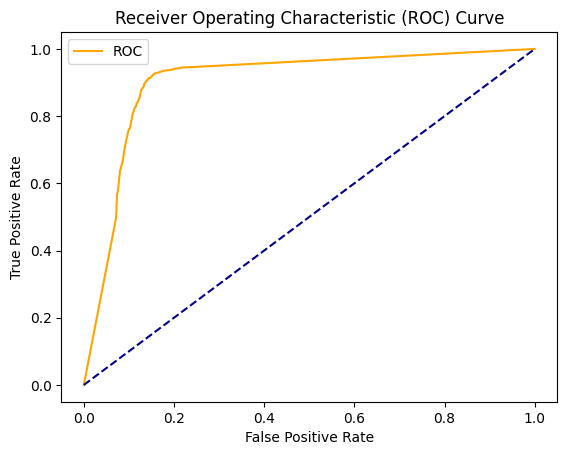 Receiver Operating Characteristic (ROC) Curve
ROC
True Positive Rate
1.0
0.8
0.6
0.4
0.2
0.0
0.0 0.2 0.4 0.6 0.8 1.0
False Positive Rate